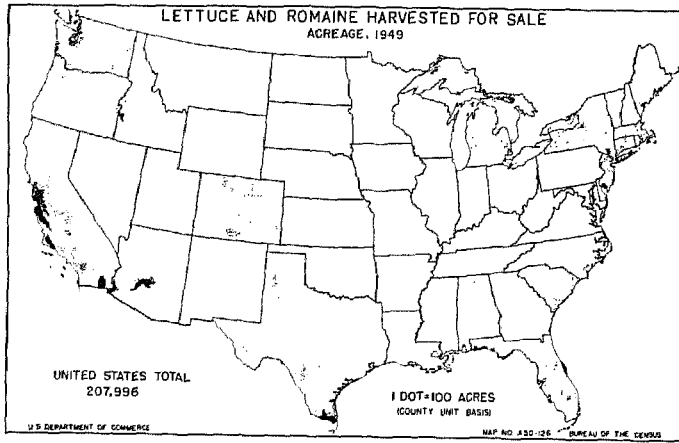 LETTUCE AND ROMAINE HARVESTED FOR SALE
ACREAGE, 1949
UNITED STATES TOTAL
207,996
1 DOT=100 ACRES
(COUNTY UNIT BASIS)
U S DEPARTMENT OF COMMERCE
MAP NO. A50-126 BUREAU OF THE CENSUS